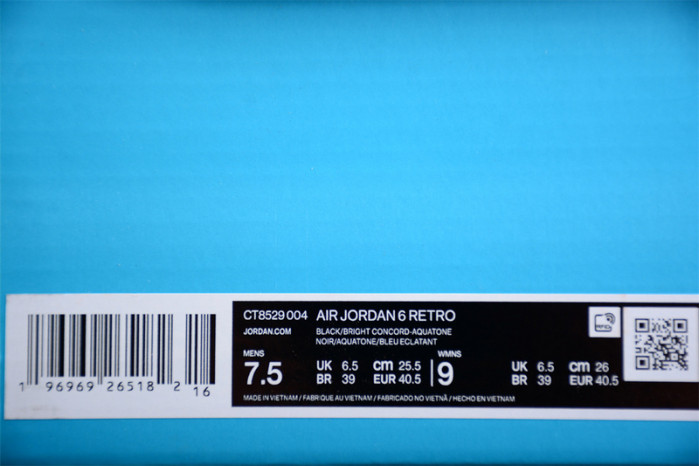 CT8529 004 AIR JORDAN 6 RETRO
JORDAN.COM BLACK/BRIGHT CONCORD-AQUATONE
NOIR/AQUATONE/BLEU ECLATANT
MENS
7.5
UK 6.5 cm 25.5
BR 39 EUR 40.5
WMNS
9
UK 6.5 cm 26
BR 39 EUR 40.5
MADE IN VIETNAM / FABRIQUE AU VIETNAM / FABRICADO NO VIETNÃ / HECHO EN VIETNAM
1 96969 26518 2 16